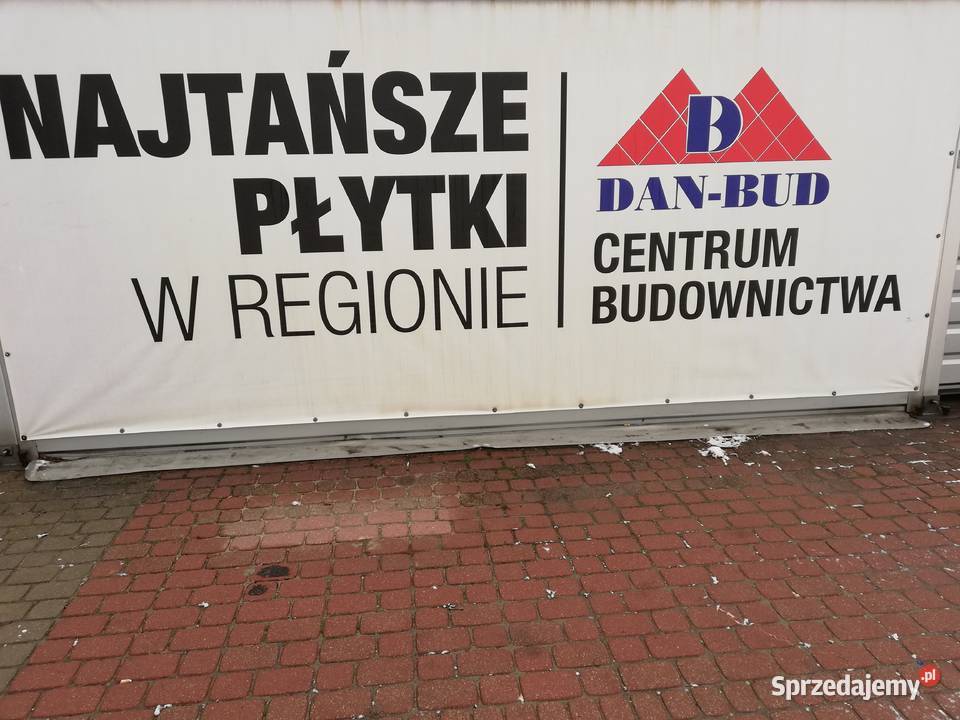 NAJTAŃSZE
PŁYTKI
W REGIONIE
D
DAN-BUD
CENTRUM
BUDOWNICTWA
Sprzedajemy.pl